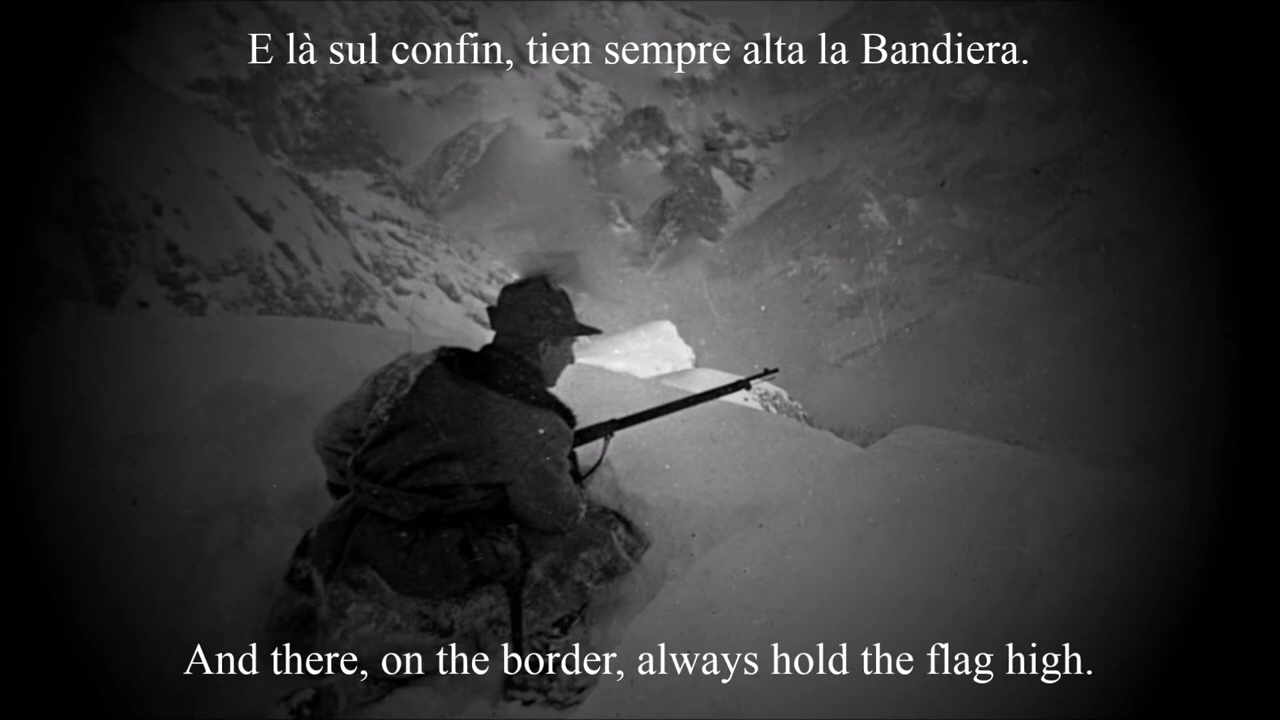 E là sul confin, tien sempre alta la Bandiera.
And there, on the border, always hold the flag high.